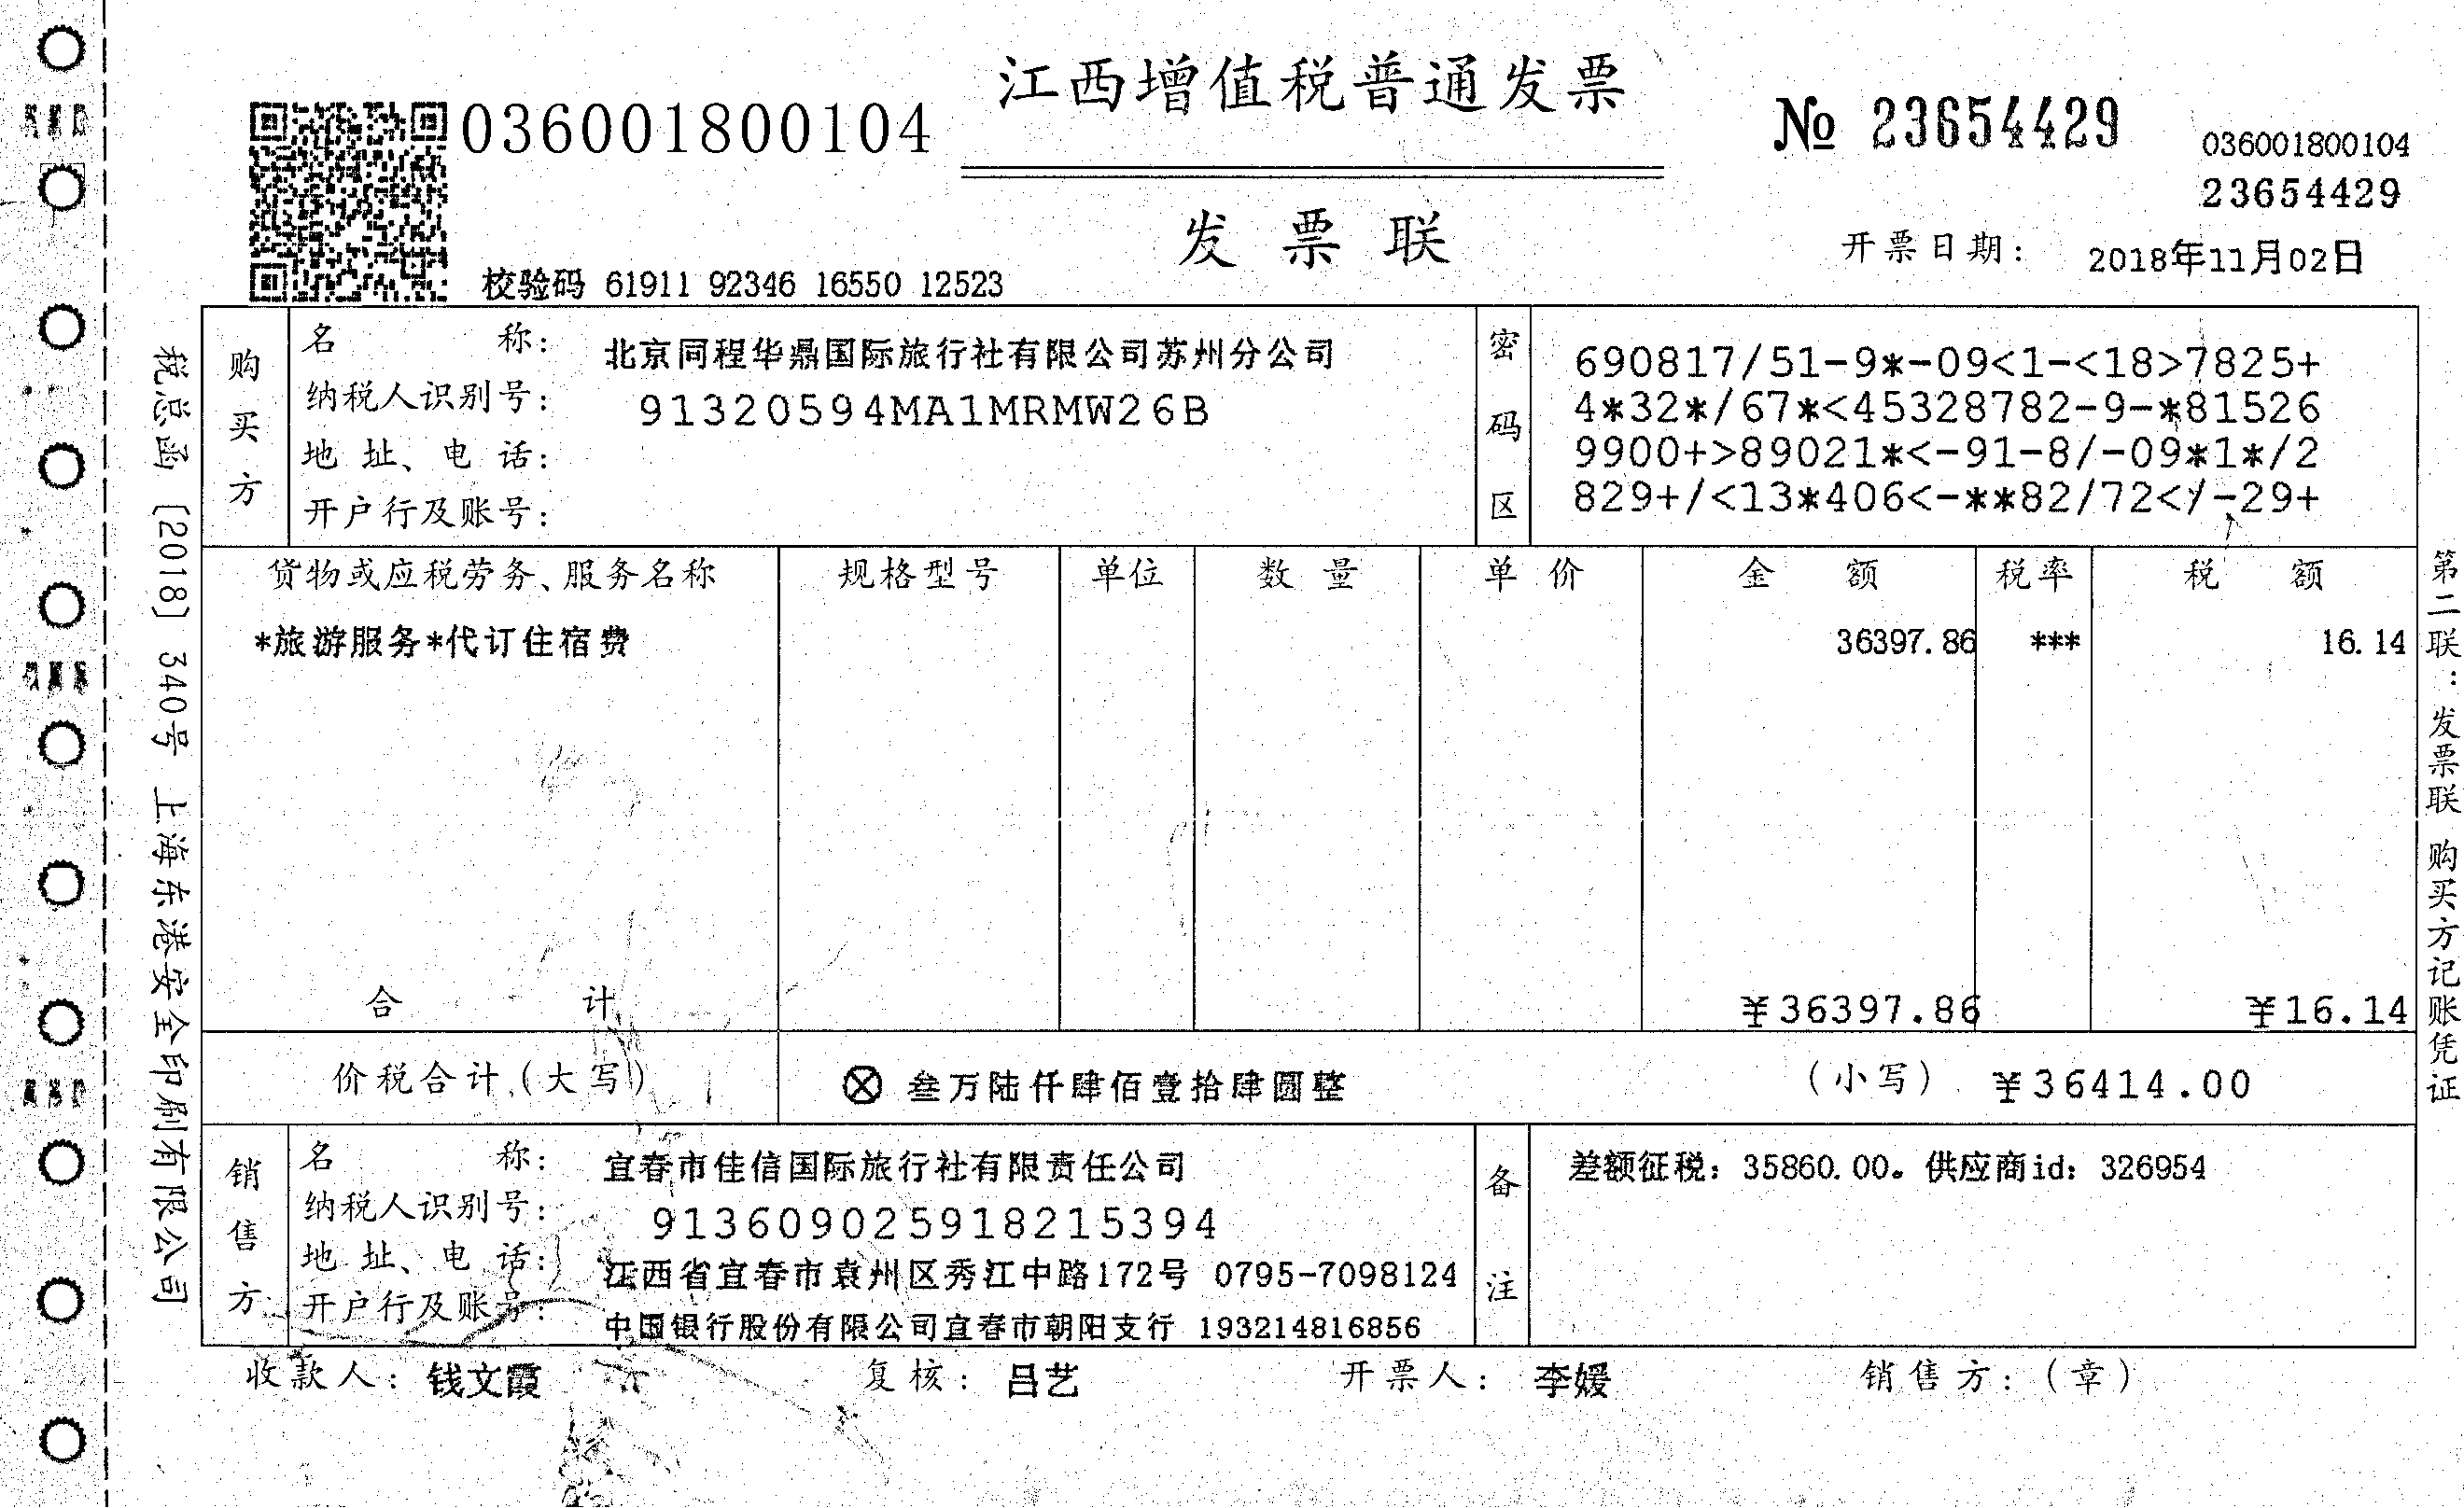 江西增值税普通发票
036001800104
№ 23654429
036001800104
23654429
发票联
开票日期： 2018年11月02日
校验码 61911 92346 16550 12523
税总函〔2018〕340号 上海东港安全印刷有限公司
购买方
名称： 北京同程华鼎国际旅行社有限公司苏州分公司
纳税人识别号： 91320594MA1MRMW26B
地址、电话：
开户行及账号：
密码区
690817/51-9*-09<1-<18>7825+
4*32*/67*<45328782-9-*81526
9900+>89021*<-91-8/-09*1*/2
829+/<13*406<-**82/72</-29+
货物或应税劳务、服务名称 规格型号 单位 数量 单价 金额 税率 税额
*旅游服务*代订住宿费 36397.86 *** 16.14
合计 ¥36397.86 ¥16.14
价税合计（大写） ⊗ 叁万陆仟肆佰壹拾肆圆整 （小写） ¥36414.00
销售方
名称： 宜春市佳信国际旅行社有限责任公司
纳税人识别号： 913609025918215394
地址、电话： 江西省宜春市袁州区秀江中路172号 0795-7098124
开户行及账号： 中国银行股份有限公司宜春市朝阳支行 193214816856
备注
差额征税：35860.00。供应商id：326954
收款人： 钱文霞 复核： 吕艺 开票人： 李媛 销售方：（章）
第二联：发票联 购买方记账凭证